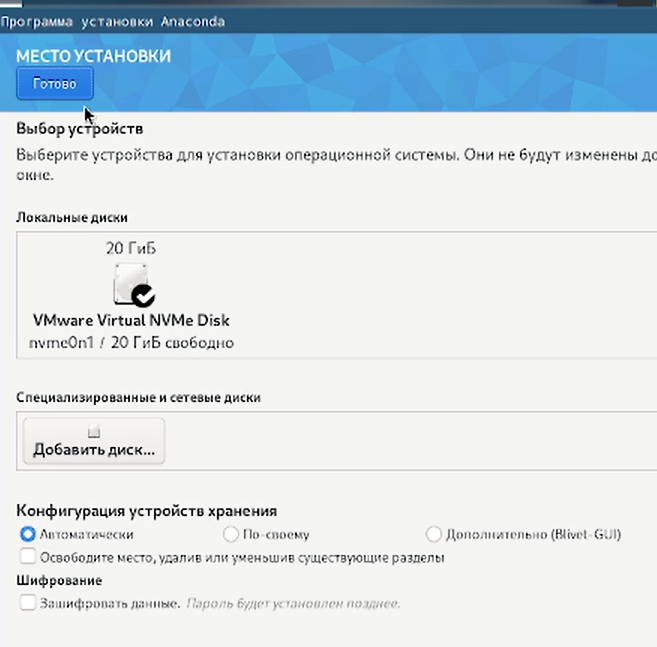 Программа установки Anaconda
МЕСТО УСТАНОВКИ
Готово
Выбор устройств
Выберите устройства для установки операционной системы. Они не будут изменены до
окне.
Локальные диски
20 ГиБ
VMware Virtual NVMe Disk
nvme0n1 / 20 ГиБ свободно
Специализированные и сетевые диски
Добавить диск...
Конфигурация устройств хранения
Автоматически По-своему Дополнительно (Blivet-GUI)
Освободите место, удалив или уменьшив существующие разделы
Шифрование
Зашифровать данные. Пароль будет установлен позднее.